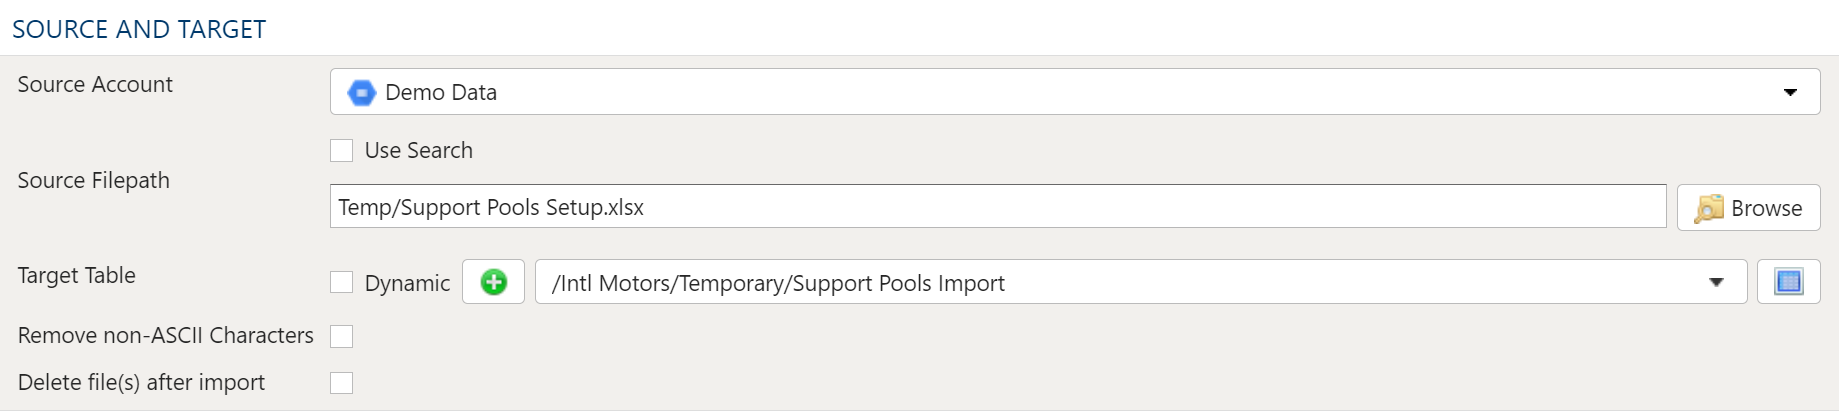 SOURCE AND TARGET
Source Account
Demo Data
Use Search
Source Filepath
Temp/Support Pools Setup.xlsx
Browse
Target Table
Dynamic
/Intl Motors/Temporary/Support Pools Import
Remove non-ASCII Characters
Delete file(s) after import